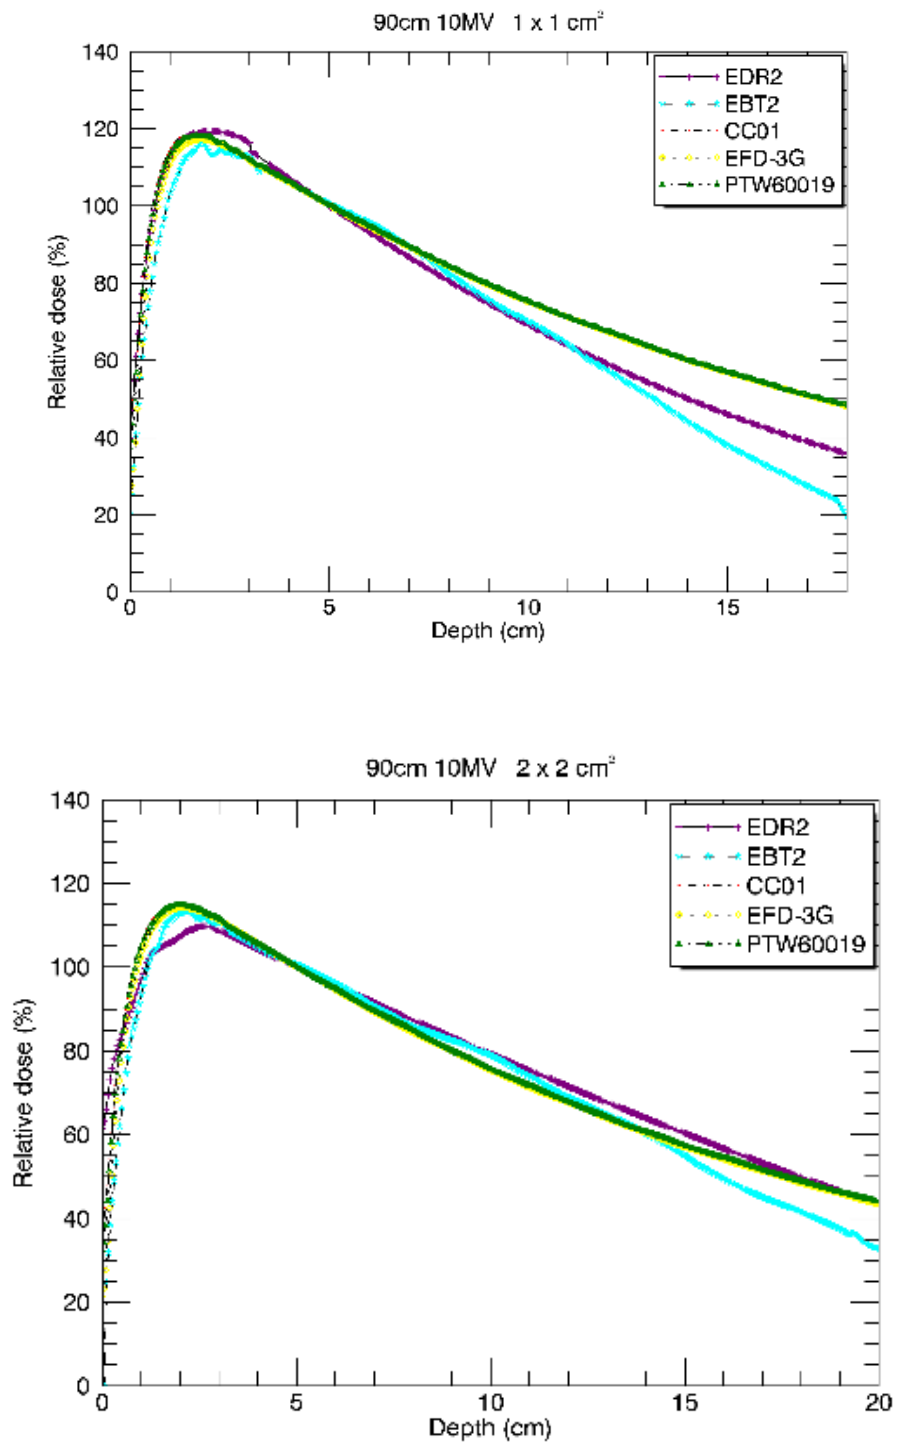 90cm 10MV 1 x 1 cm²
140
120
100
80
60
40
20
0
Relative dose (%)
EDR2
EBT2
CC01
EFD-3G
PTW60019
0 5 10 15
Depth (cm)
90cm 10MV 2 x 2 cm²
140
120
100
80
60
40
20
0
Relative dose (%)
EDR2
EBT2
CC01
EFD-3G
PTW60019
0 5 10 15 20
Depth (cm)